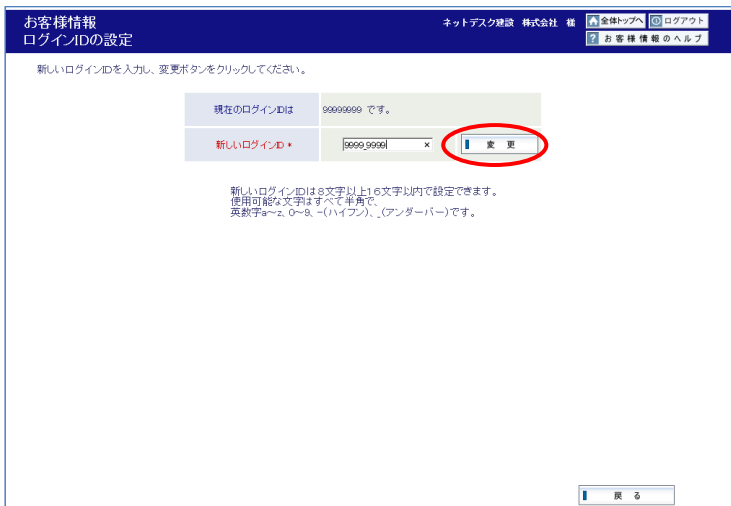 お客様情報
ログインIDの設定
ネットデスク建設 株式会社 様
全体トップへ
ログアウト
お客様情報のヘルプ
新しいログインIDを入力し、変更ボタンをクリックしてください。
現在のログインIDは 99999999 です。
新しいログインID * 9999_9999 × 変 更
新しいログインIDは8文字以上16文字以内で設定できます。
使用可能な文字はすべて半角で、
英数字a～z、0～9、-(ハイフン)、_(アンダーバー)です。
戻 る